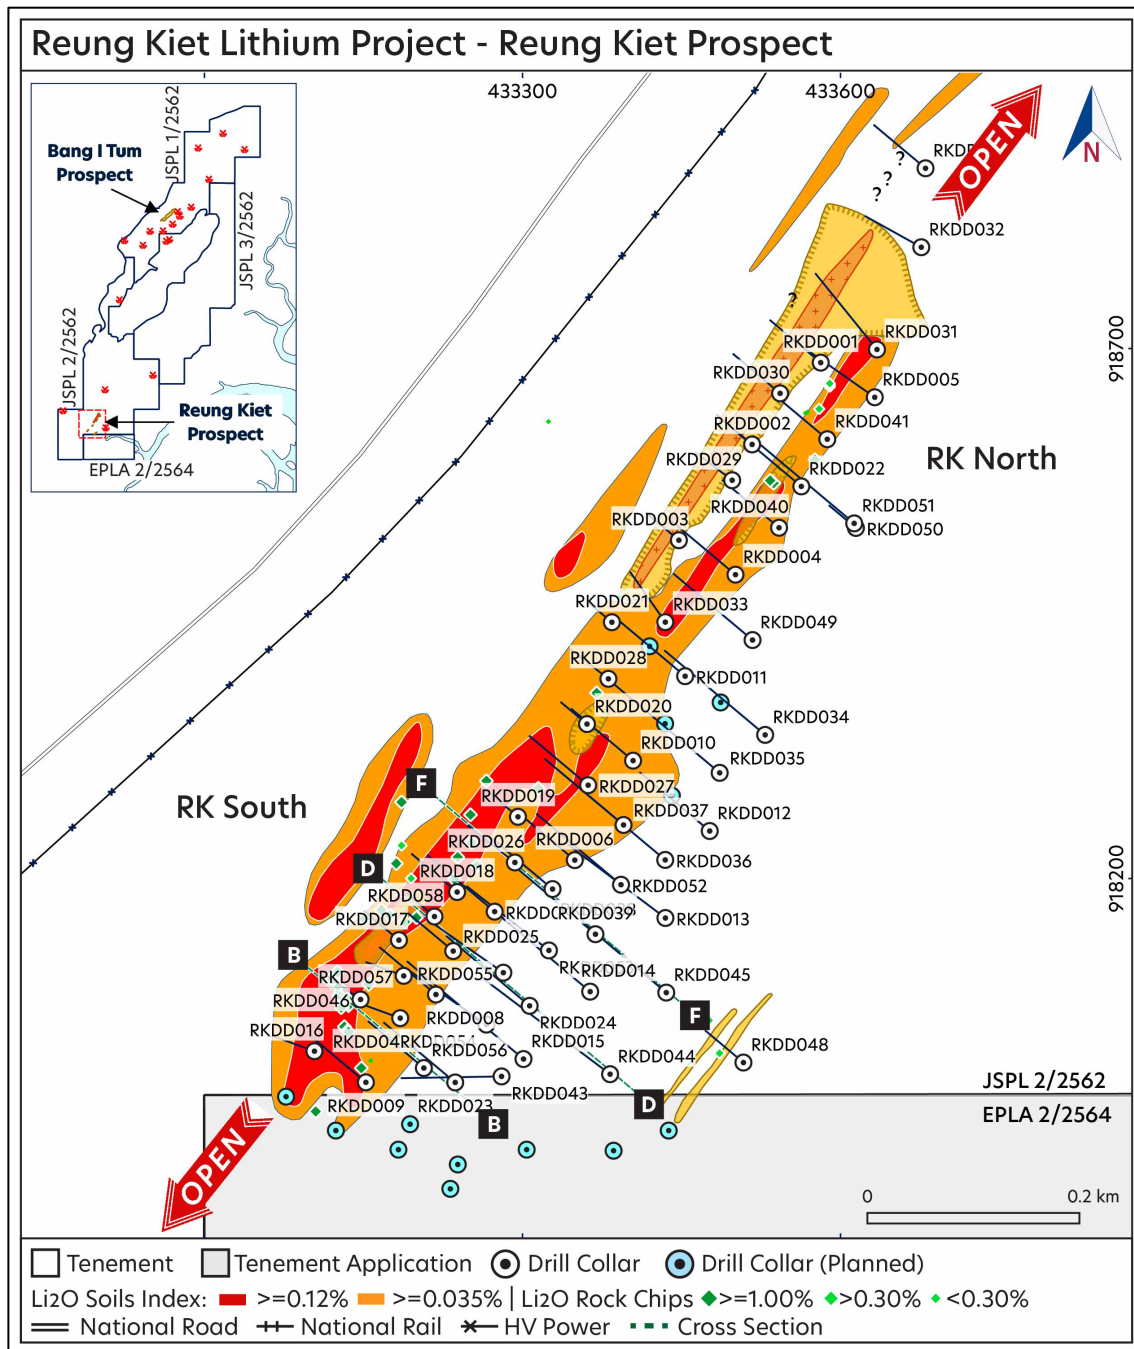 Reung Kiet Lithium Project - Reung Kiet Prospect
433300
433600
JSPL 1/2562
Bang I Tum
Prospect
JSPL 3/2562
JSPL 2/2562
Reung Kiet
Prospect
EPLA 2/2564
OPEN
N
?
?
?
RKDD032
?
RKDD031
918700
RKDD001
RKDD030
RKDD005
RKDD002
RKDD041
RK North
RKDD029
RKDD022
RKDD040
RKDD051
RKDD050
RKDD003
RKDD004
RKDD021
RKDD033
RKDD049
RKDD028
RKDD011
RKDD020
RKDD034
RKDD010
RKDD035
F
RKDD027
RK South
RKDD019
RKDD037
RKDD012
RKDD026
RKDD006
RKDD036
D
RKDD018
RKDD052
918200
RKDD058
RKDD039
RKDD013
RKDD017
RKDD025
B
RKDD057
RKDD055
RKDD014
RKDD045
RKDD046
F
RKDD016
RKDD008
RKDD024
RKDD056
RKDD015
RKDD044
RKDD048
RKDD043
JSPL 2/2562
RKDD009
RKDD023
D
EPLA 2/2564
B
OPEN
0
0.2 km
Tenement
Tenement Application
Drill Collar
Drill Collar (Planned)
Li2O Soils Index: >=0.12% >=0.035% | Li2O Rock Chips >=1.00% >0.30% <0.30%
National Road
National Rail
HV Power
Cross Section